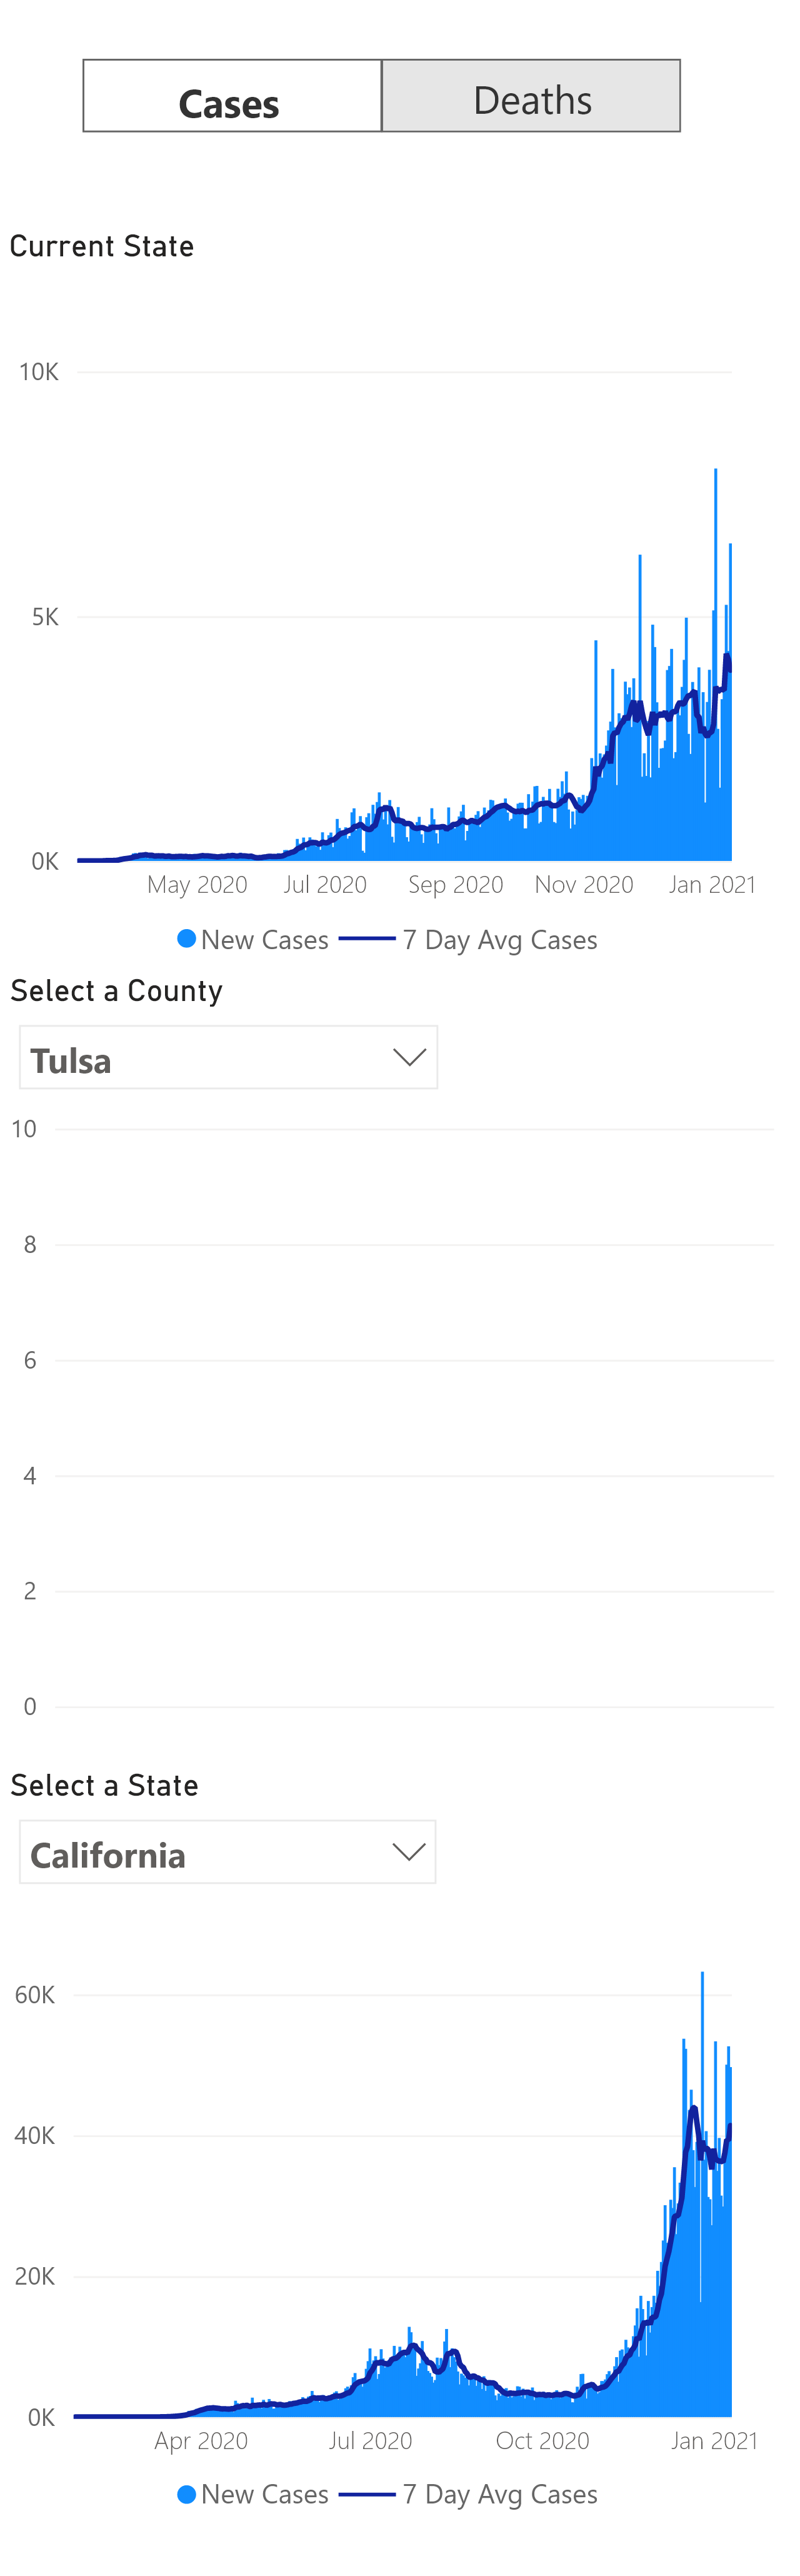 Cases Deaths
Current State
10K
5K
0K
May 2020 Jul 2020 Sep 2020 Nov 2020 Jan 2021
New Cases 7 Day Avg Cases
Select a County
Tulsa
10
8
6
4
2
0
Select a State
California
60K
40K
20K
0K
Apr 2020 Jul 2020 Oct 2020 Jan 2021
New Cases 7 Day Avg Cases